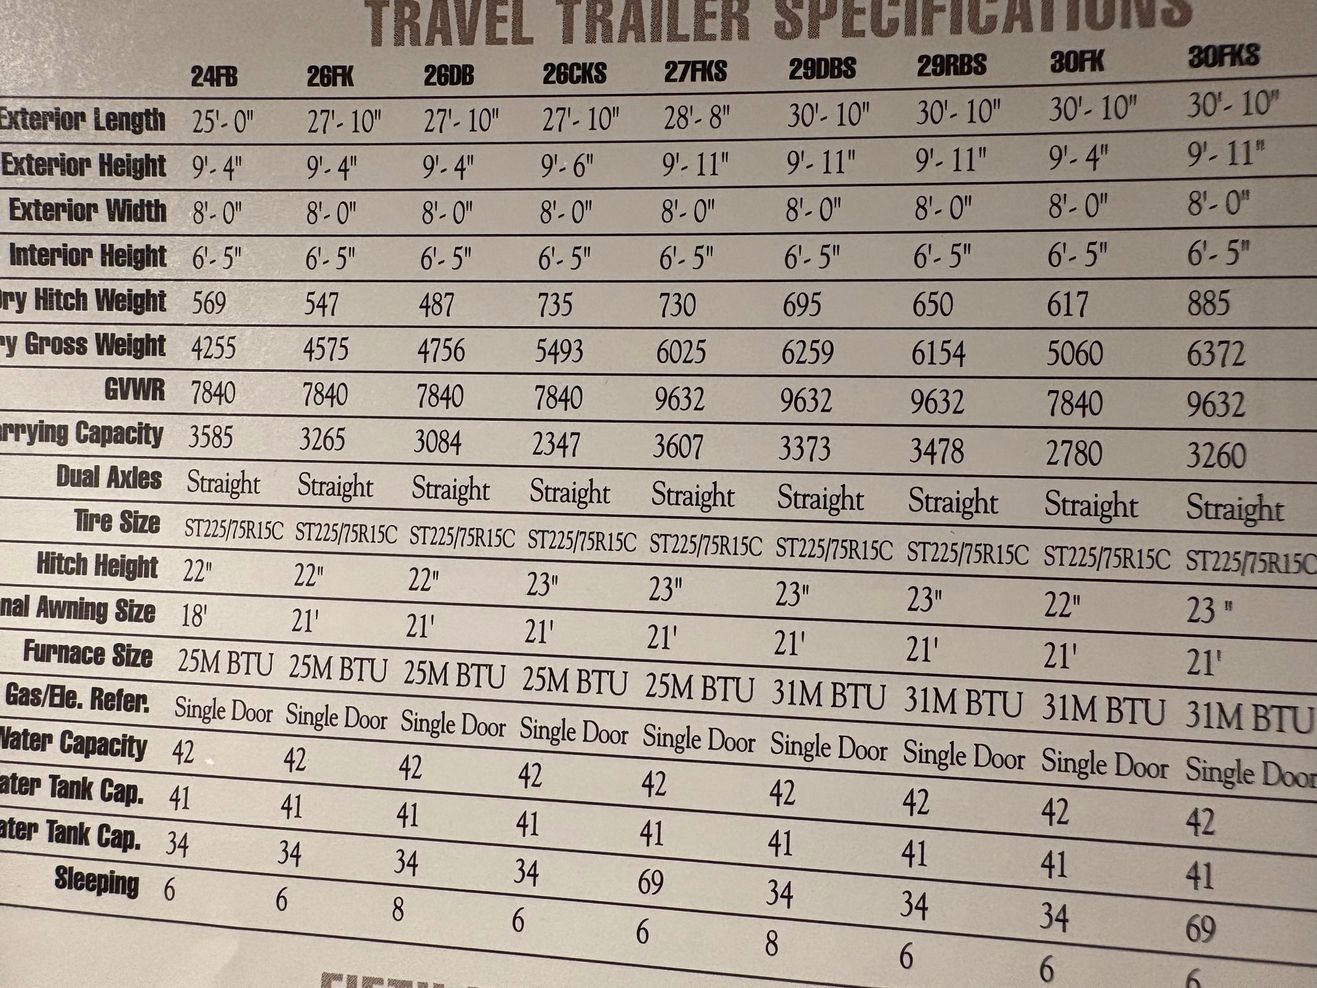 TRAVEL TRAILER SPECIFICATIONS
24FB 26FK 26DB 26CKS 27FKS 29DBS 29RBS 30FK 30FKS
Exterior Length 25'- 0" 27'- 10" 27'- 10" 27'- 10" 28'- 8" 30'- 10" 30'- 10" 30'- 10" 30'- 10"
Exterior Height 9'- 4" 9'- 4" 9'- 4" 9'- 6" 9'- 11" 9'- 11" 9'- 11" 9'- 4" 9'- 11"
Exterior Width 8'- 0" 8'- 0" 8'- 0" 8'- 0" 8'- 0" 8'- 0" 8'- 0" 8'- 0" 8'- 0"
Interior Height 6'- 5" 6'- 5" 6'- 5" 6'- 5" 6'- 5" 6'- 5" 6'- 5" 6'- 5" 6'- 5"
ry Hitch Weight 569 547 487 735 730 695 650 617 885
y Gross Weight 4255 4575 4756 5493 6025 6259 6154 5060 6372
GVWR 7840 7840 7840 7840 9632 9632 9632 7840 9632
rrying Capacity 3585 3265 3084 2347 3607 3373 3478 2780 3260
Dual Axles Straight Straight Straight Straight Straight Straight Straight Straight Straight
Tire Size ST225/75R15C ST225/75R15C ST225/75R15C ST225/75R15C ST225/75R15C ST225/75R15C ST225/75R15C ST225/75R15C ST225/75R15C
Hitch Height 22" 22" 22" 23" 23" 23" 23" 22" 23 "
nal Awning Size 18' 21' 21' 21' 21' 21' 21' 21' 21'
Furnace Size 25M BTU 25M BTU 25M BTU 25M BTU 25M BTU 31M BTU 31M BTU 31M BTU 31M BTU
Gas/Ele. Refer. Single Door Single Door Single Door Single Door Single Door Single Door Single Door Single Door Single Door
Water Capacity 42 42 42 42 42 42 42 42 42
ater Tank Cap. 41 41 41 41 41 41 41 41 41
ater Tank Cap. 34 34 34 34 69 34 34 34 69
Sleeping 6 6 8 6 6 8 6 6 6